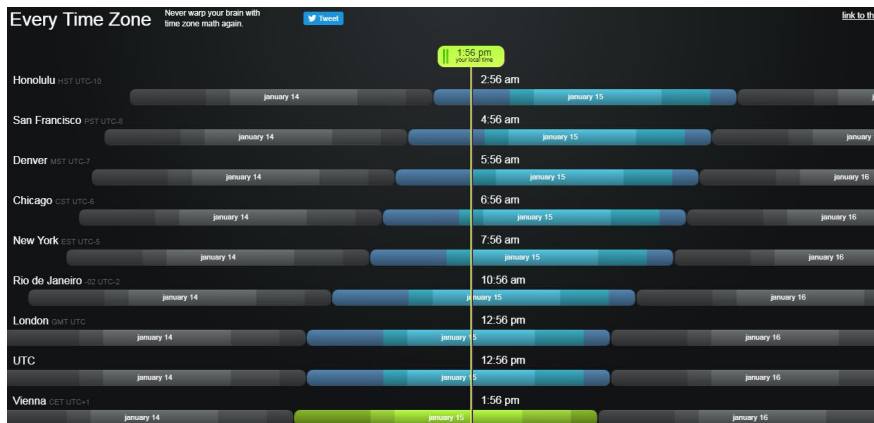 Every Time Zone
Never warp your brain with
time zone math again.
Tweet
link to th
1:56 pm
your local time
Honolulu HST UTC-10
2:56 am
january 14
january 15
j
San Francisco PST UTC-8
4:56 am
january 14
january 15
january
Denver MST UTC-7
5:56 am
january 14
january 15
january 16
Chicago CST UTC-6
6:56 am
january 14
january 15
january 16
New York EST UTC-5
7:56 am
january 14
january 15
january 16
Rio de Janeiro -02 UTC-2
10:56 am
january 14
january 15
january 16
London GMT UTC
12:56 pm
january 14
january 15
january 16
UTC
12:56 pm
january 14
january 15
january 16
Vienna CET UTC+1
1:56 pm
january 14
january 15
january 16